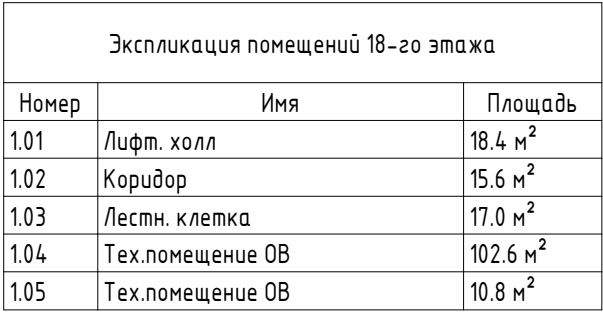 Экспликация помещений 18-го этажа
Номер Имя Площадь
1.01 Лифт. холл 18.4 м²
1.02 Коридор 15.6 м²
1.03 Лестн. клетка 17.0 м²
1.04 Тех.помещение ОВ 102.6 м²
1.05 Тех.помещение ОВ 10.8 м²